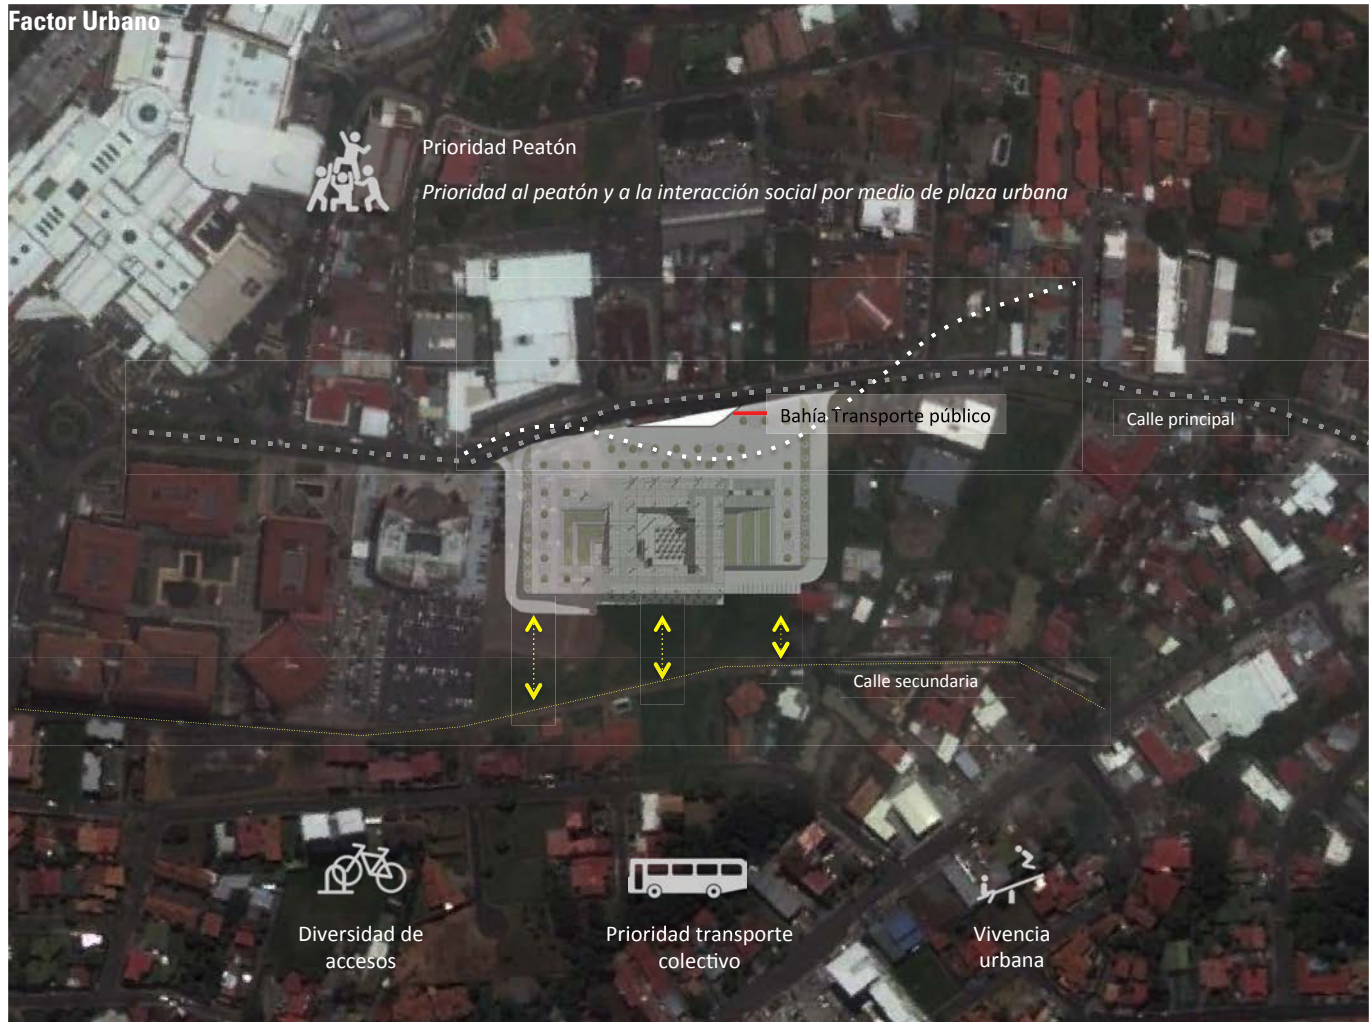 Factor Urbano
Prioridad Peatón
Prioridad al peatón y a la interacción social por medio de plaza urbana
Bahía Transporte público
Calle principal
Calle secundaria
Diversidad de
accesos
Prioridad transporte
colectivo
Vivencia
urbana